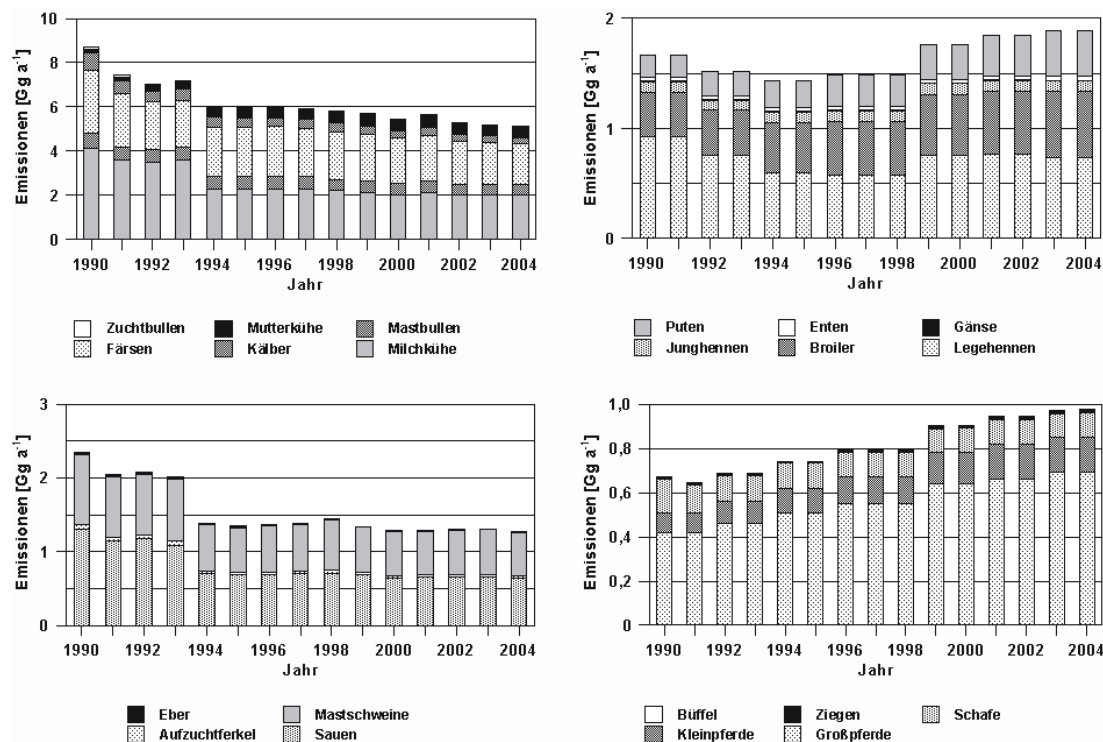 Emissionen [Gg a⁻¹]
10
8
6
4
2
0
1990 1992 1994 1996 1998 2000 2002 2004
Jahr
Zuchtbullen Mutterkühe Mastbullen
Färsen Kälber Milchkühe
Emissionen [Gg a⁻¹]
2
1
0
1990 1992 1994 1996 1998 2000 2002 2004
Jahr
Puten Enten Gänse
Junghennen Broiler Legehennen
Emissionen [Gg a⁻¹]
3
2
1
0
1990 1992 1994 1996 1998 2000 2002 2004
Jahr
Eber Mastschweine
Aufzuchtferkel Sauen
Emissionen [Gg a⁻¹]
1,0
0,8
0,6
0,4
0,2
0
1990 1992 1994 1996 1998 2000 2002 2004
Jahr
Büffel Ziegen Schafe
Kleinpferde Großpferde